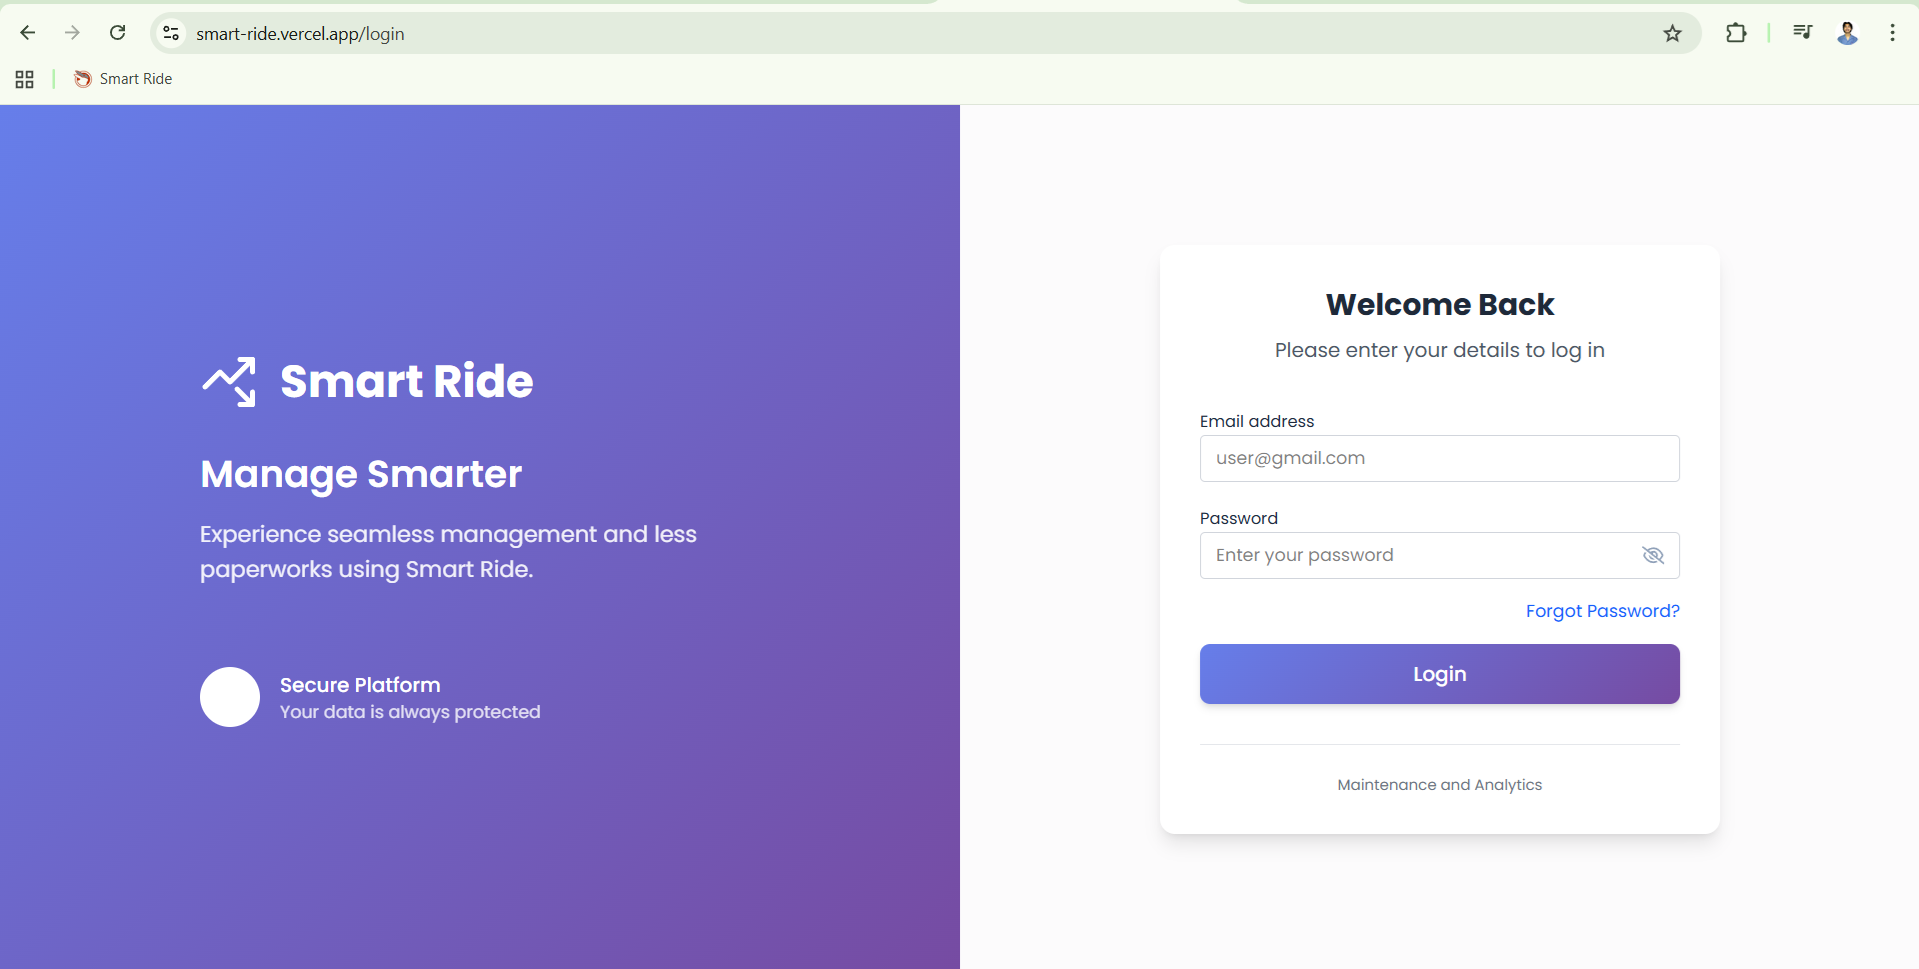 smart-ride.vercel.app/login
Smart Ride
Smart Ride
Manage Smarter
Experience seamless management and less
paperworks using Smart Ride.
Secure Platform
Your data is always protected
Welcome Back
Please enter your details to log in
Email address
user@gmail.com
Password
Enter your password
Forgot Password?
Login
Maintenance and Analytics